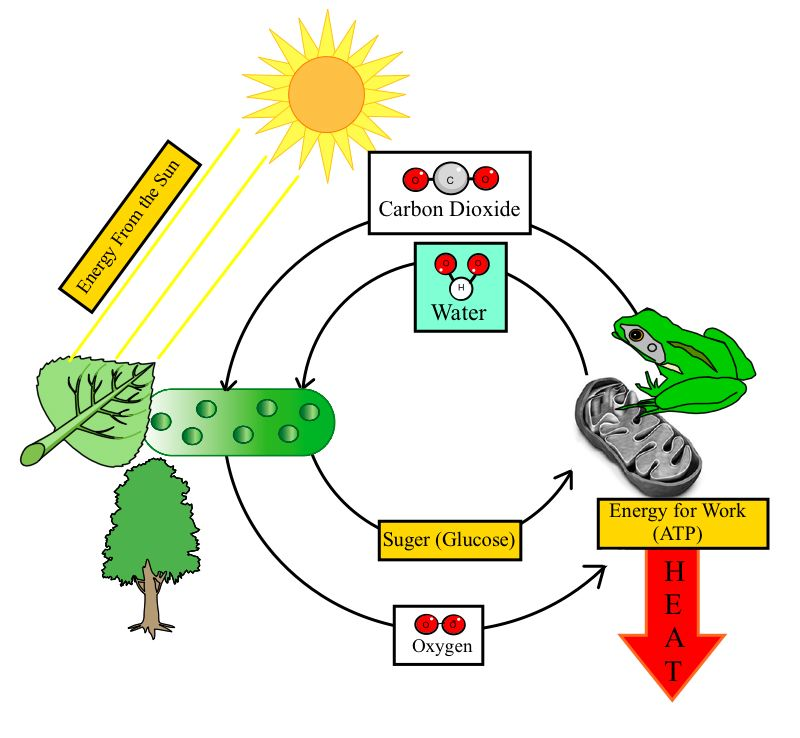 Energy From the Sun
O C O
Carbon Dioxide
O O
H
Water
Suger (Glucose)
Energy for Work
(ATP)
H
E
A
T
O O
Oxygen